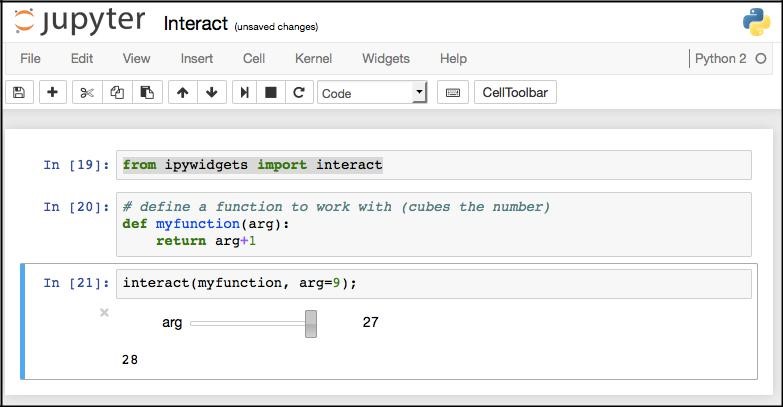 jupyter Interact (unsaved changes)
File Edit View Insert Cell Kernel Widgets Help Python 2
Code CellToolbar
In [19]: from ipywidgets import interact
In [20]: # define a function to work with (cubes the number)
def myfunction(arg):
    return arg+1
In [21]: interact(myfunction, arg=9);
arg 27
28